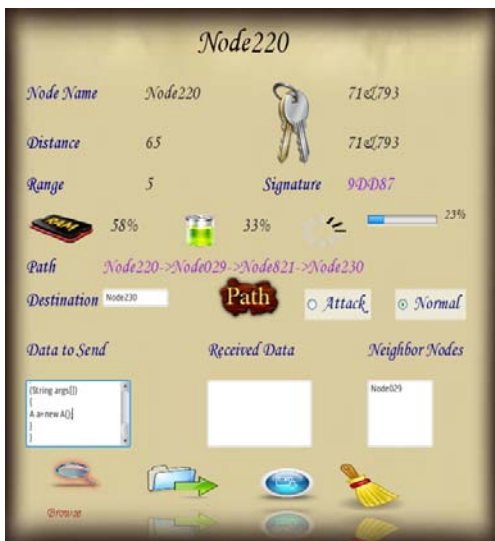 Node220
Node Name Node220 71&793
Distance 65 71&793
Range 5 Signature 9DD87
RAM 58% 33% 23%
Path Node220->Node029->Node821->Node230
Destination Node230 Path Attack Normal
Data to Send Received Data Neighbor Nodes
(String args[]) Node029
{
A a=new A();
}
}
Browse